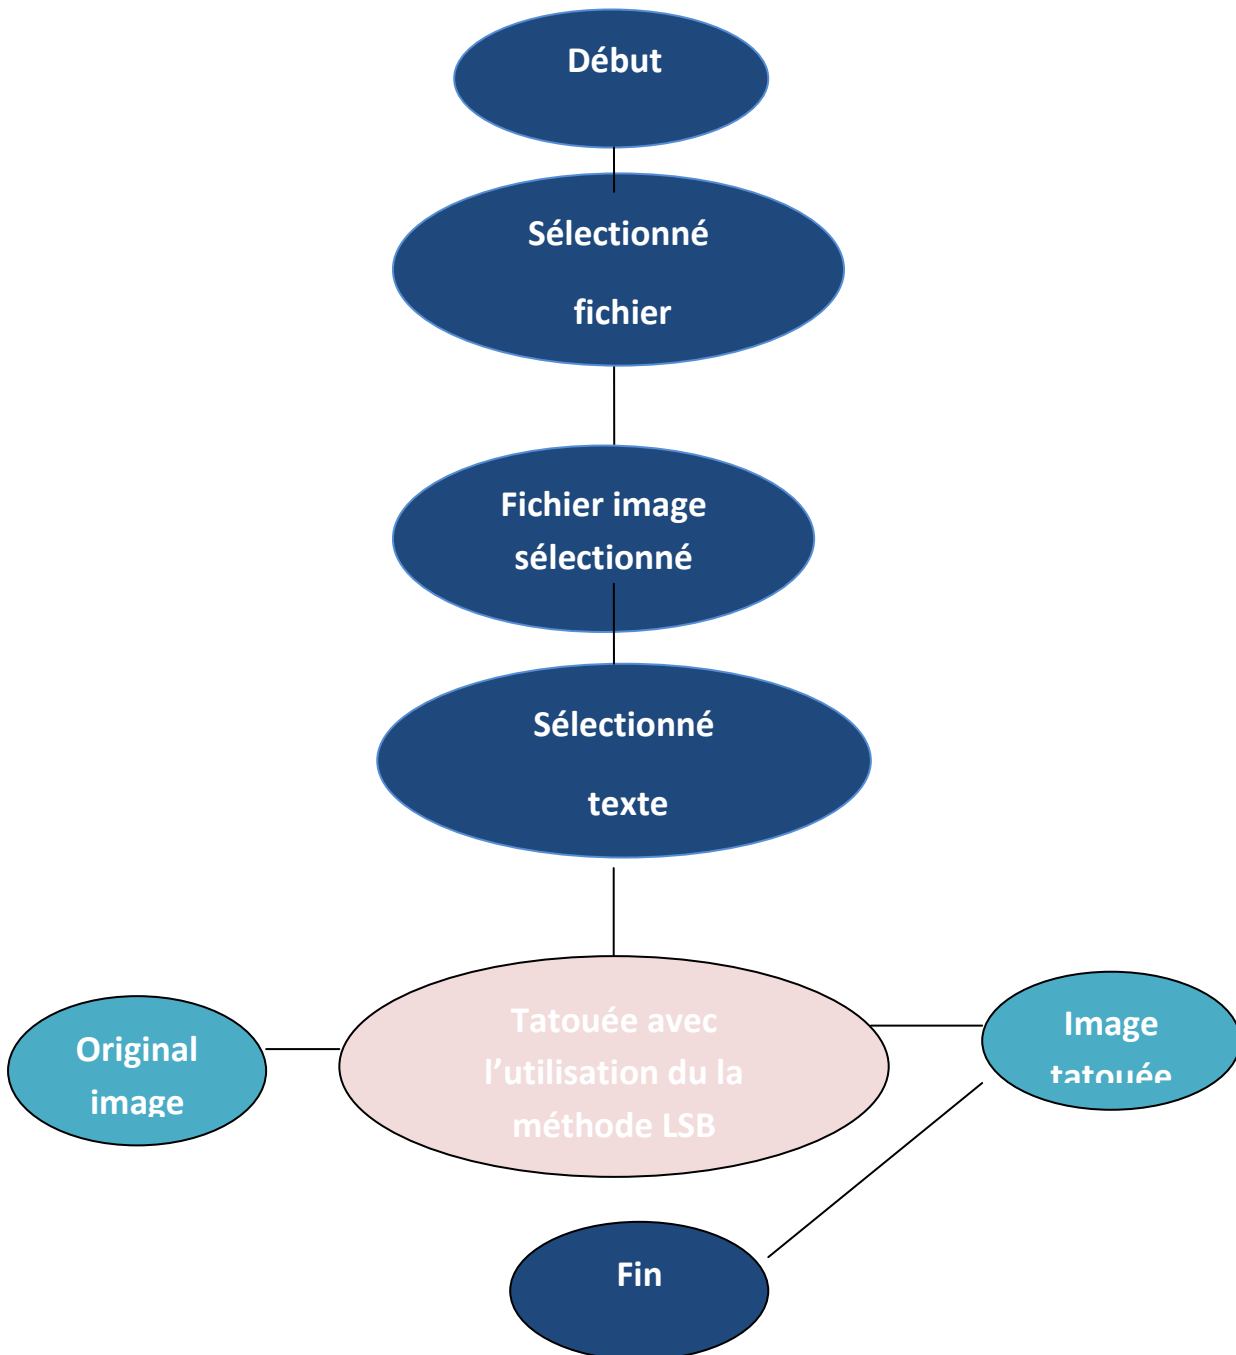 Début
Sélectionné
fichier
Fichier image
sélectionné
Sélectionné
texte
Tatouée avec
l’utilisation du la
méthode LSB
Original
image
Image
tatouée
Fin